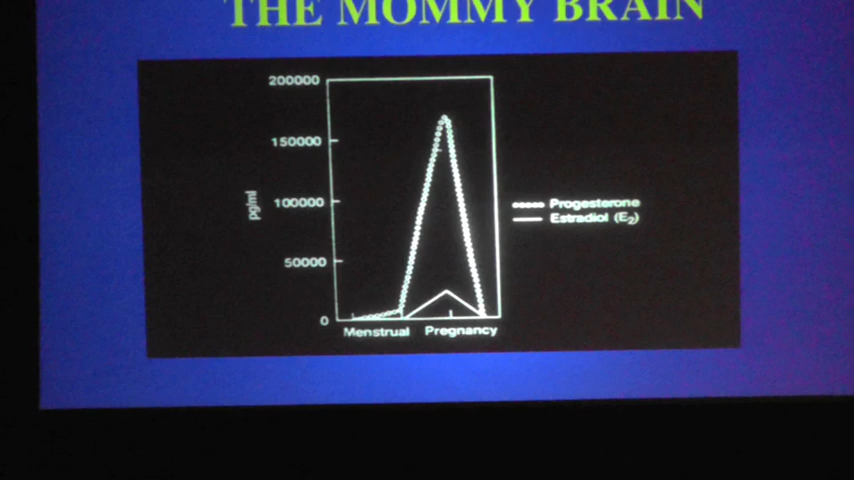 THE MOMMY BRAIN
200000
150000
100000
50000
0
pg/ml
Menstrual Pregnancy
Progesterone
Estradiol (E₂)